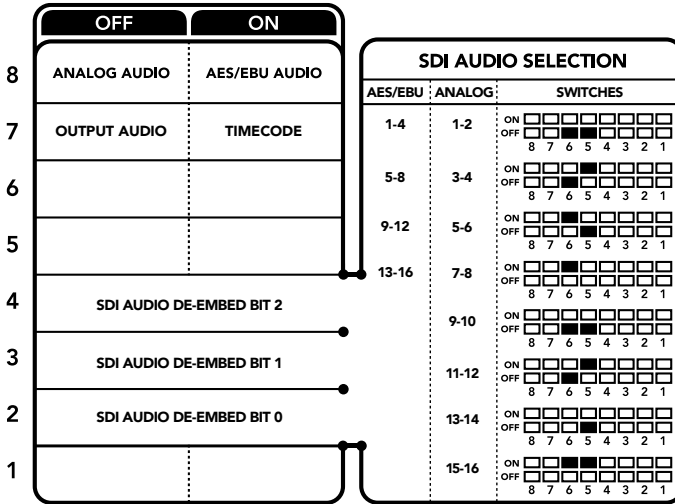 OFF ON
8 ANALOG AUDIO AES/EBU AUDIO
7 OUTPUT AUDIO TIMECODE
6
5
4 SDI AUDIO DE-EMBED BIT 2
3 SDI AUDIO DE-EMBED BIT 1
2 SDI AUDIO DE-EMBED BIT 0
1
SDI AUDIO SELECTION
AES/EBU ANALOG SWITCHES
1-4 1-2 ON
OFF
8 7 6 5 4 3 2 1
5-8 3-4 ON
OFF
8 7 6 5 4 3 2 1
9-12 5-6 ON
OFF
8 7 6 5 4 3 2 1
13-16 7-8 ON
OFF
8 7 6 5 4 3 2 1
9-10 ON
OFF
8 7 6 5 4 3 2 1
11-12 ON
OFF
8 7 6 5 4 3 2 1
13-14 ON
OFF
8 7 6 5 4 3 2 1
15-16 ON
OFF
8 7 6 5 4 3 2 1